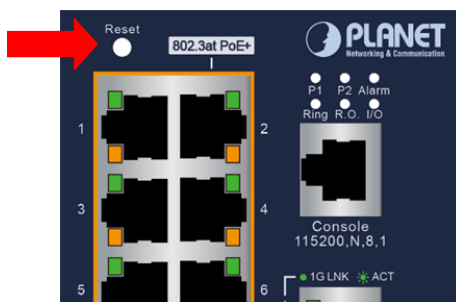 Reset
802.3at PoE+
PLANET
Networking & Communication
P1 P2 Alarm
Ring R.O. I/O
1
2
3
4
Console
115200,N,8,1
5
6
1G LNK ACT